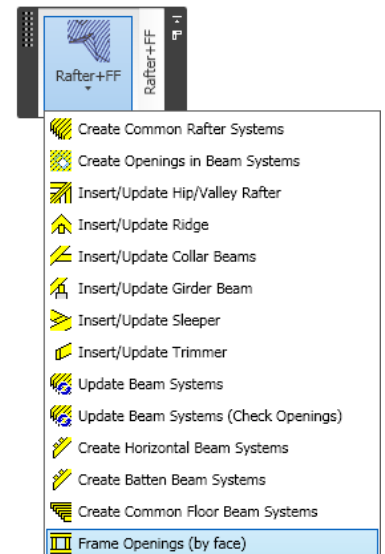 Rafter+FF
Rafter+FF
Create Common Rafter Systems
Create Openings in Beam Systems
Insert/Update Hip/Valley Rafter
Insert/Update Ridge
Insert/Update Collar Beams
Insert/Update Girder Beam
Insert/Update Sleeper
Insert/Update Trimmer
Update Beam Systems
Update Beam Systems (Check Openings)
Create Horizontal Beam Systems
Create Batten Beam Systems
Create Common Floor Beam Systems
Frame Openings (by face)